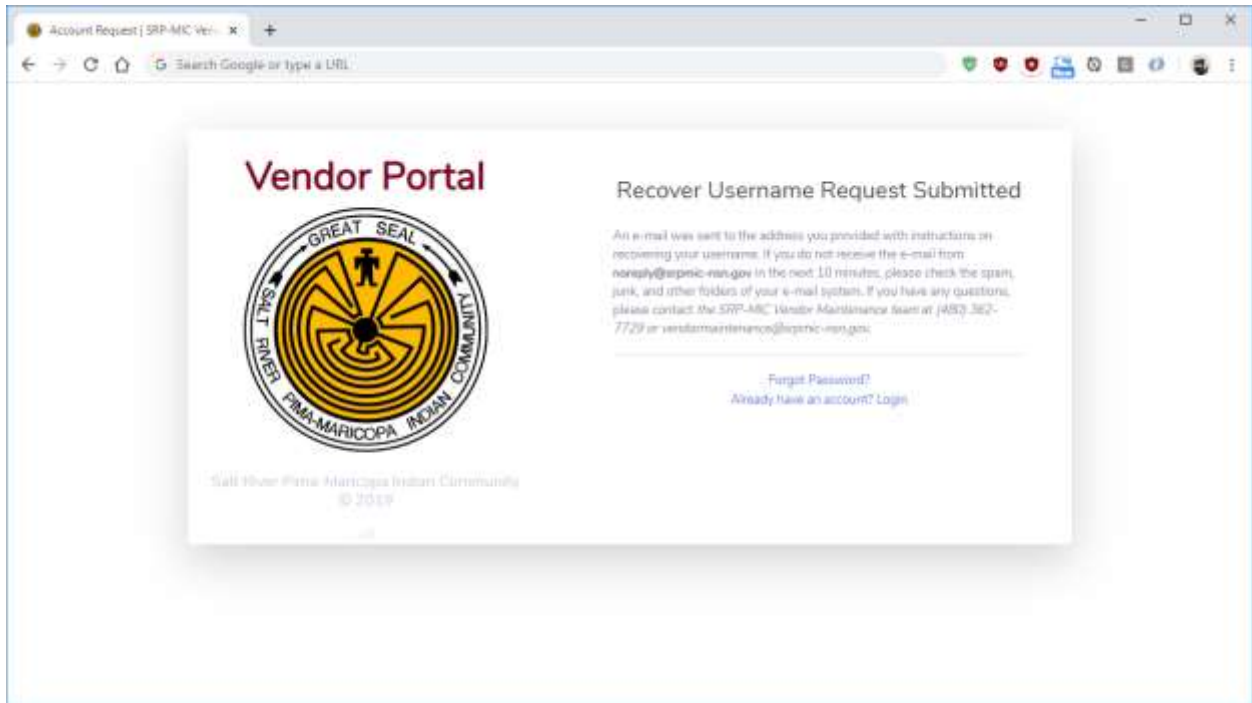 Account Request | SRP-MIC Ven
Search Google or type a URL
Vendor Portal
GREAT SEAL
SALT RIVER PIMA-MARICOPA INDIAN COMMUNITY
Salt River Pima-Maricopa Indian Community
© 2019
Recover Username Request Submitted
An e-mail was sent to the address you provided with instructions on
recovering your username. If you do not receive the e-mail from
noreply@srpmic-nsn.gov in the next 10 minutes, please check the spam,
junk, and other folders of your e-mail system. If you have any questions,
please contact the SRP-MIC Vendor Maintenance team at (480) 362-
7729 or vendormaintenance@srpmic-nsn.gov.
Forgot Password?
Already have an account? Login